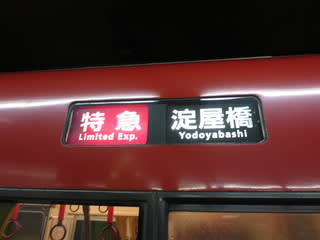 特急 淀屋橋
Limited Exp. Yodoyabashi